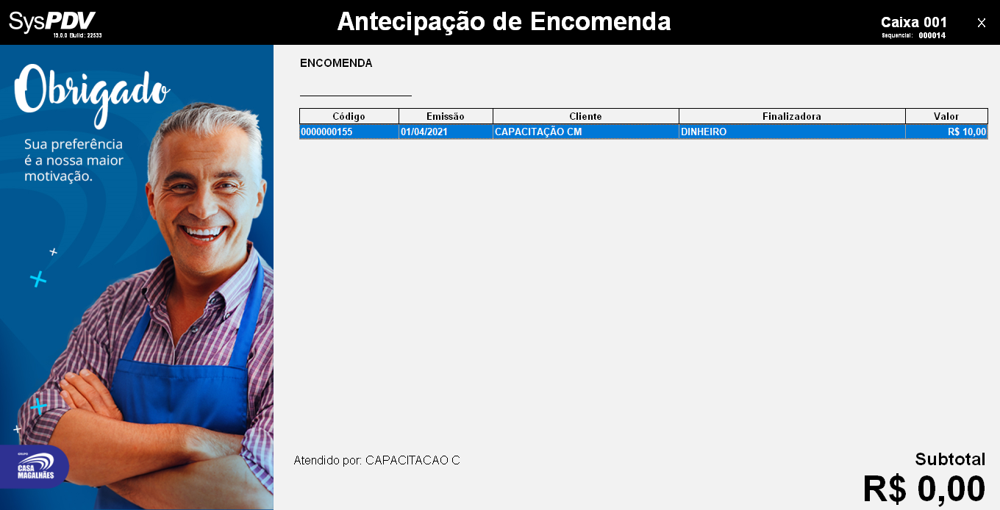 SysPDV
19.0.0 Build: 22533
Antecipação de Encomenda
Caixa 001
Sequencial: 000014
X
Obrigado
Sua preferência
é a nossa maior
motivação.
GRUPO
CASA
MAGALHÃES
ENCOMENDA
Código Emissão Cliente Finalizadora Valor
0000000155 01/04/2021 CAPACITAÇÃO CM DINHEIRO R$ 10,00
Atendido por: CAPACITACAO C
Subtotal
R$ 0,00